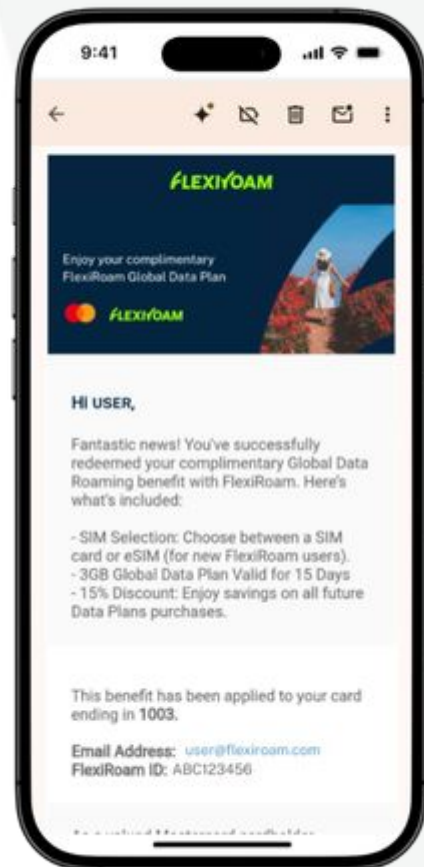 9:41
FLEXIROAM
Enjoy your complimentary
FlexiRoam Global Data Plan
FLEXIROAM
Hi USER,
Fantastic news! You've successfully
redeemed your complimentary Global Data
Roaming benefit with FlexiRoam. Here's
what's included:
- SIM Selection: Choose between a SIM
card or eSIM (for new FlexiRoam users).
- 3GB Global Data Plan Valid for 15 Days
- 15% Discount: Enjoy savings on all future
Data Plans purchases.
This benefit has been applied to your card
ending in 1003.
Email Address: user@flexiroam.com
FlexiRoam ID: ABC123456